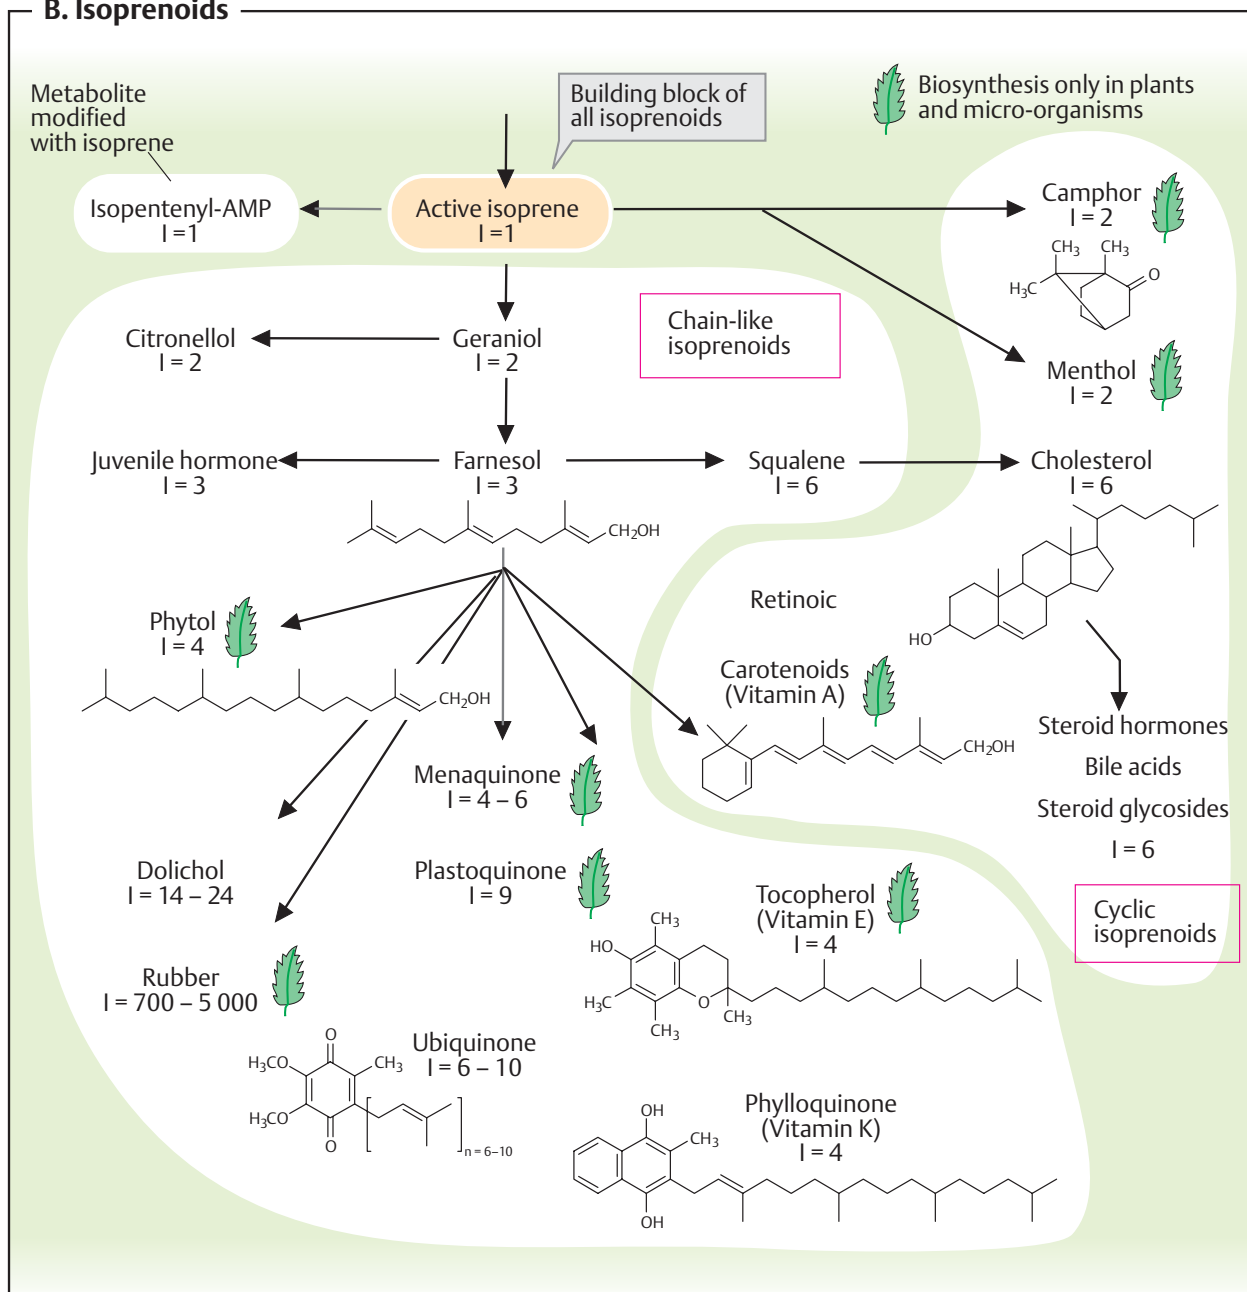 B. Isoprenoids
Metabolite
modified
with isoprene
Building block of
all isoprenoids
Biosynthesis only in plants
and micro-organisms
Isopentenyl-AMP
I =1
Active isoprene
I =1
Camphor
I = 2
CH3
CH3
H3C
O
Citronellol
I = 2
Geraniol
I = 2
Chain-like
isoprenoids
Menthol
I = 2
Juvenile hormone
I = 3
Farnesol
I = 3
Squalene
I = 6
Cholesterol
I = 6
CH2OH
HO
Retinoic
Phytol
I = 4
CH2OH
Carotenoids
(Vitamin A)
CH2OH
Steroid hormones
Bile acids
Steroid glycosides
I = 6
Menaquinone
I = 4 – 6
Dolichol
I = 14 – 24
Plastoquinone
I = 9
Tocopherol
(Vitamin E)
I = 4
Cyclic
isoprenoids
CH3
HO
H3C
O
CH3
CH3
Rubber
I = 700 – 5 000
Ubiquinone
I = 6 – 10
O
H3CO
CH3
H3CO
O
n = 6–10
Phylloquinone
(Vitamin K)
I = 4
OH
CH3
OH